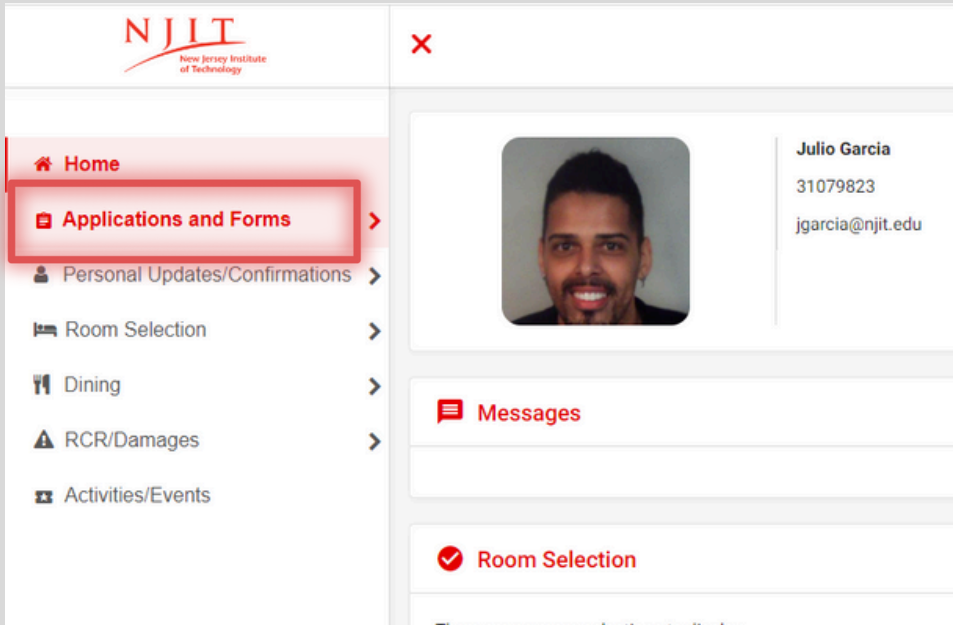 NJIT
New Jersey Institute
of Technology
Home
Applications and Forms
Personal Updates/Confirmations
Room Selection
Dining
RCR/Damages
Activities/Events
Julio Garcia
31079823
jgarcia@njit.edu
Messages
Room Selection